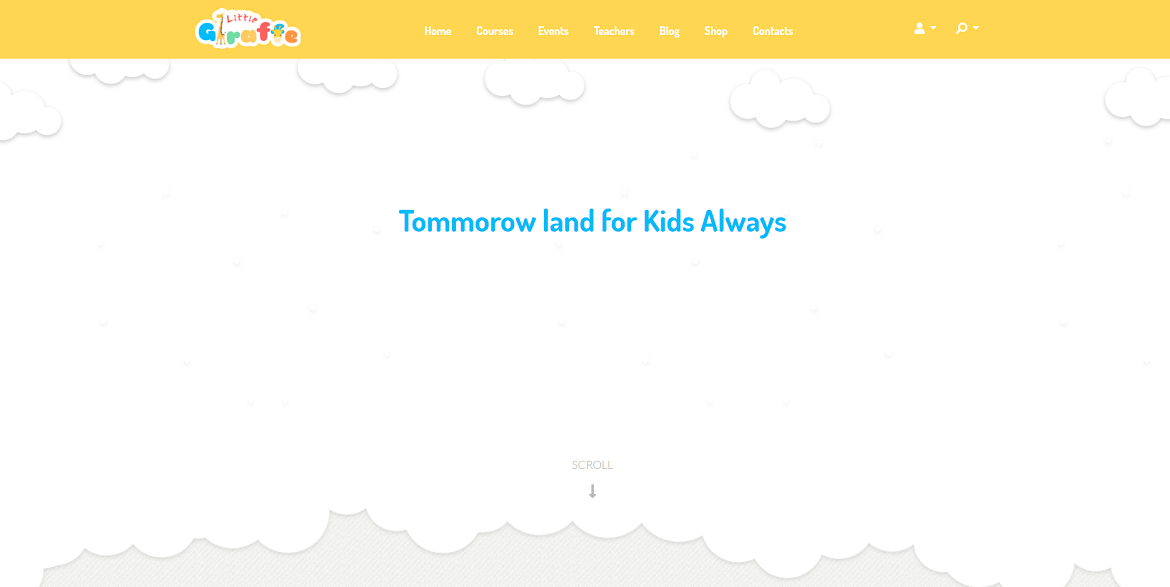 Little
Giraffe
Home Courses Events Teachers Blog Shop Contacts
Tommorow land for Kids Always
SCROLL